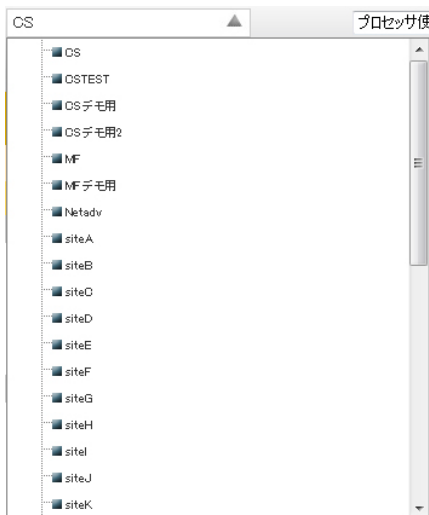 CS
プロセッサ使
CS
CSTEST
CSデモ用
CSデモ用2
MF
MFデモ用
Netadv
siteA
siteB
siteC
siteD
siteE
siteF
siteG
siteH
siteI
siteJ
siteK